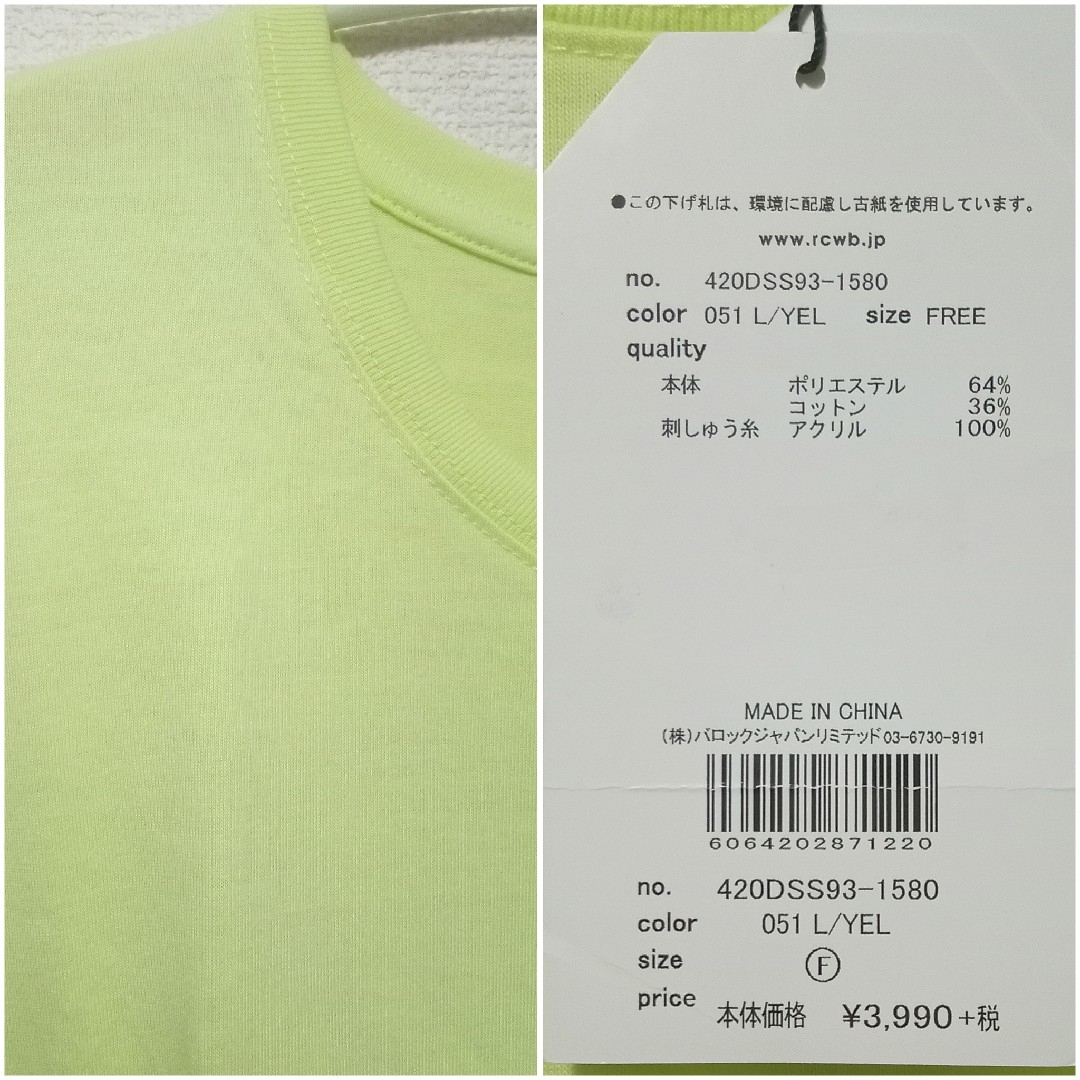 ●この下げ札は、環境に配慮し古紙を使用しています。
www.rcwb.jp
no. 420DSS93-1580
color 051 L/YEL size FREE
quality
本体 ポリエステル 64%
コットン 36%
刺しゅう糸 アクリル 100%
MADE IN CHINA
(株)バロックジャパンリミテッド 03-6730-9191
6064202871220
no. 420DSS93-1580
color 051 L/YEL
size Ⓕ
price 本体価格 ¥3,990+税